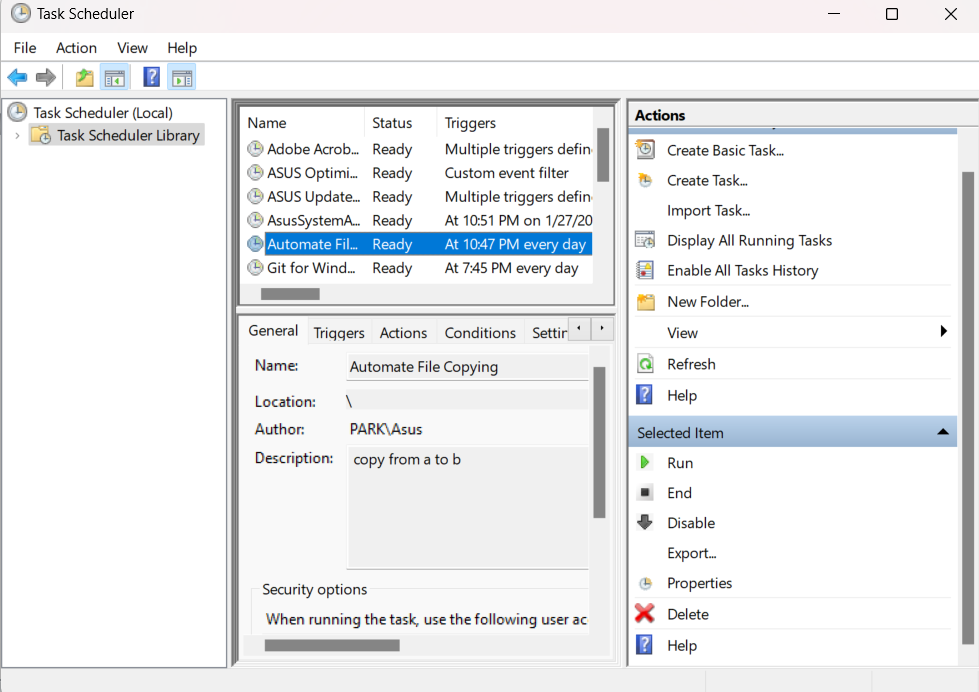 Task Scheduler
File Action View Help
Task Scheduler (Local)
Task Scheduler Library
Name Status Triggers
Adobe Acrob... Ready Multiple triggers defin
ASUS Optimi... Ready Custom event filter
ASUS Update... Ready Multiple triggers defin
AsusSystemA... Ready At 10:51 PM on 1/27/20
Automate Fil... Ready At 10:47 PM every day
Git for Wind... Ready At 7:45 PM every day
General Triggers Actions Conditions Settin
Name: Automate File Copying
Location: \
Author: PARK\Asus
Description: copy from a to b
Security options
When running the task, use the following user ac
Actions
Create Basic Task...
Create Task...
Import Task...
Display All Running Tasks
Enable All Tasks History
New Folder...
View
Refresh
Help
Selected Item
Run
End
Disable
Export...
Properties
Delete
Help